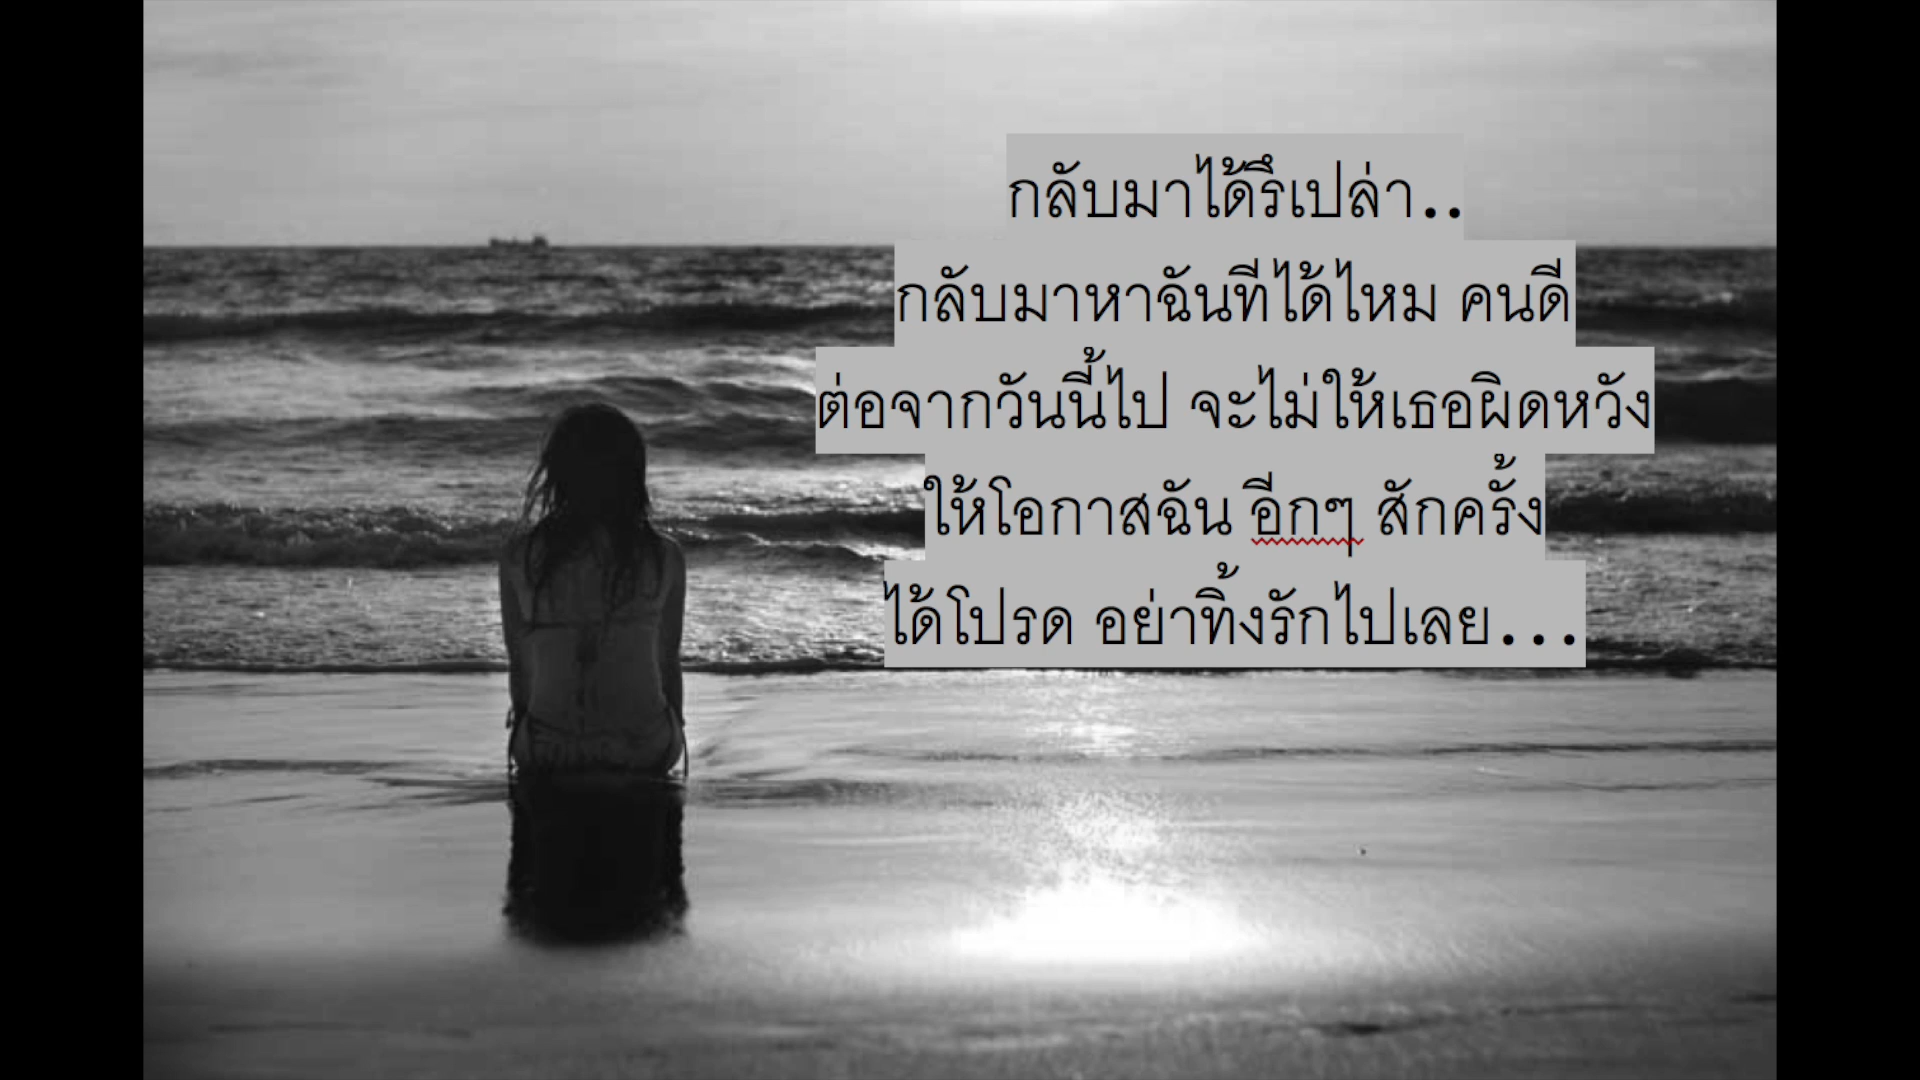 กลับมาได้รึเปล่า..
กลับมาหาฉันทีได้ไหม คนดี
ต่อจากวันนี้ไป จะไม่ให้เธอผิดหวัง
ให้โอกาสฉัน อีกๆ สักครั้ง
ได้โปรด อย่าทิ้งรักไปเลย...